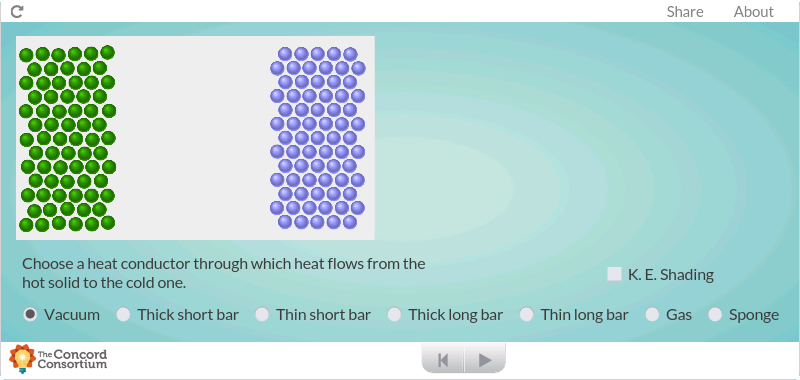 Share About
Choose a heat conductor through which heat flows from the
hot solid to the cold one.
K. E. Shading
Vacuum Thick short bar Thin short bar Thick long bar Thin long bar Gas Sponge
The Concord
Consortium